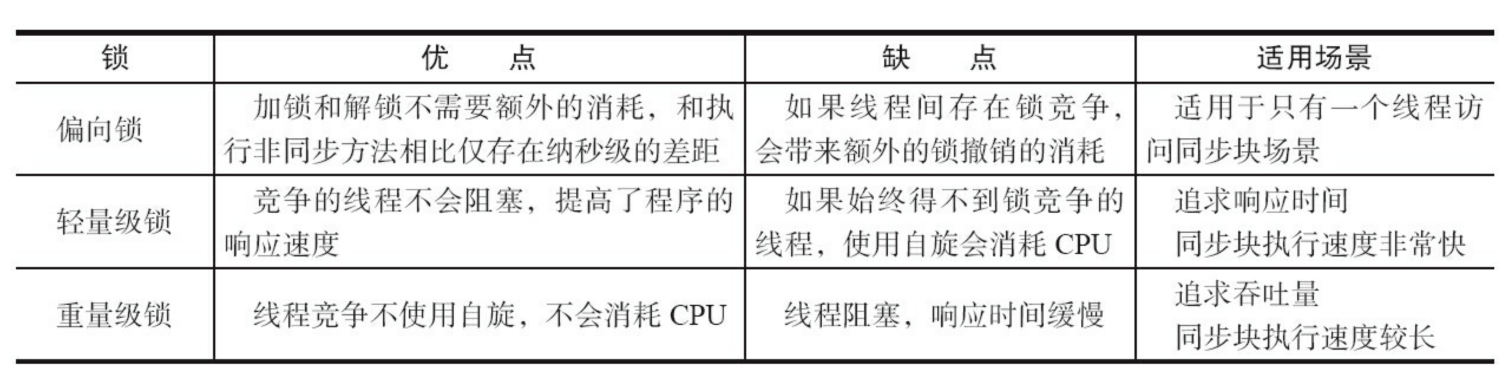 锁 优 点 缺 点 适用场景
偏向锁
加锁和解锁不需要额外的消耗，和执
行非同步方法相比仅存在纳秒级的差距
如果线程间存在锁竞争，
会带来额外的锁撤销的消耗
适用于只有一个线程访
问同步块场景
轻量级锁
竞争的线程不会阻塞，提高了程序的
响应速度
如果始终得不到锁竞争的
线程，使用自旋会消耗 CPU
追求响应时间
同步块执行速度非常快
重量级锁
线程竞争不使用自旋，不会消耗 CPU
线程阻塞，响应时间缓慢
追求吞吐量
同步块执行速度较长